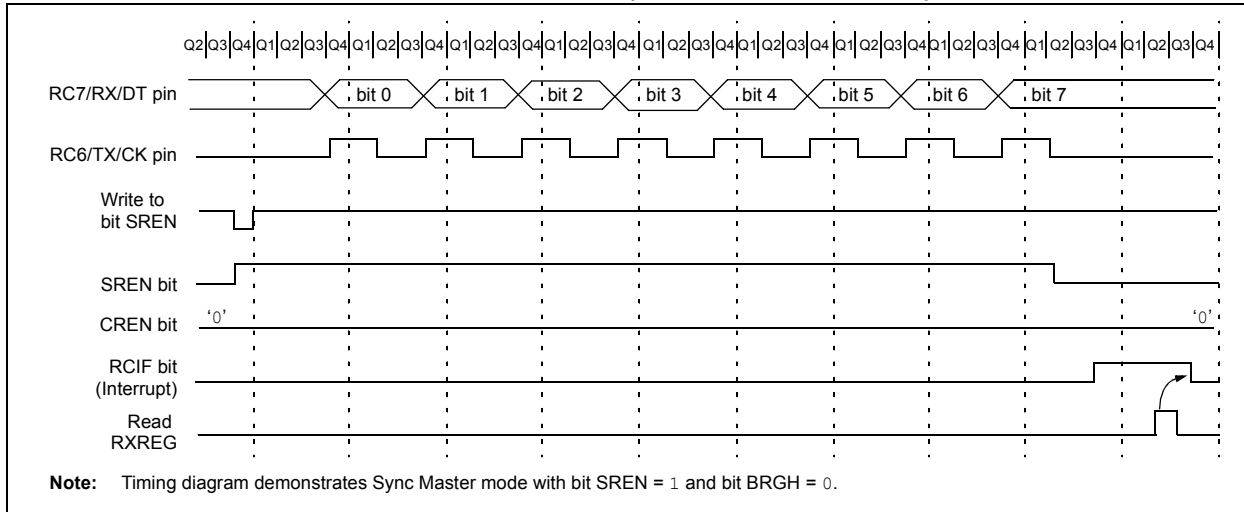 Q2 Q3 Q4 Q1 Q2 Q3 Q4 Q1 Q2 Q3 Q4 Q1 Q2 Q3 Q4 Q1 Q2 Q3 Q4 Q1 Q2 Q3 Q4 Q1 Q2 Q3 Q4 Q1 Q2 Q3 Q4 Q1 Q2 Q3 Q4 Q1 Q2 Q3 Q4 Q1 Q2 Q3 Q4
RC7/RX/DT pin bit 0 bit 1 bit 2 bit 3 bit 4 bit 5 bit 6 bit 7
RC6/TX/CK pin
Write to
bit SREN
SREN bit
CREN bit ‘0’ ‘0’
RCIF bit
(Interrupt)
Read
RXREG
Note: Timing diagram demonstrates Sync Master mode with bit SREN = 1 and bit BRGH = 0.